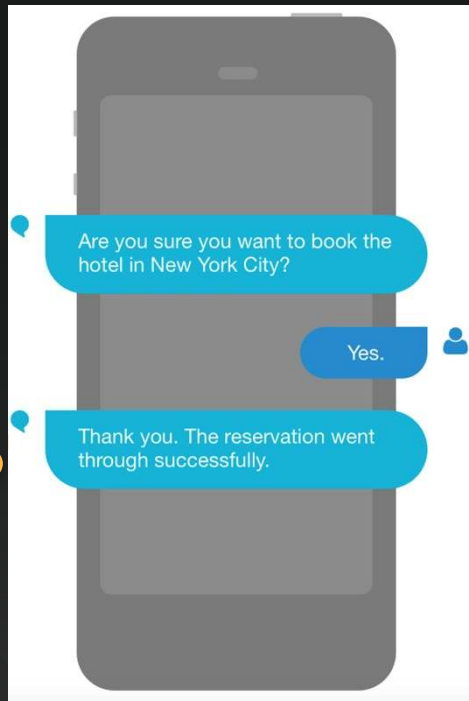 Are you sure you want to book the
hotel in New York City?
Yes.
Thank you. The reservation went
through successfully.